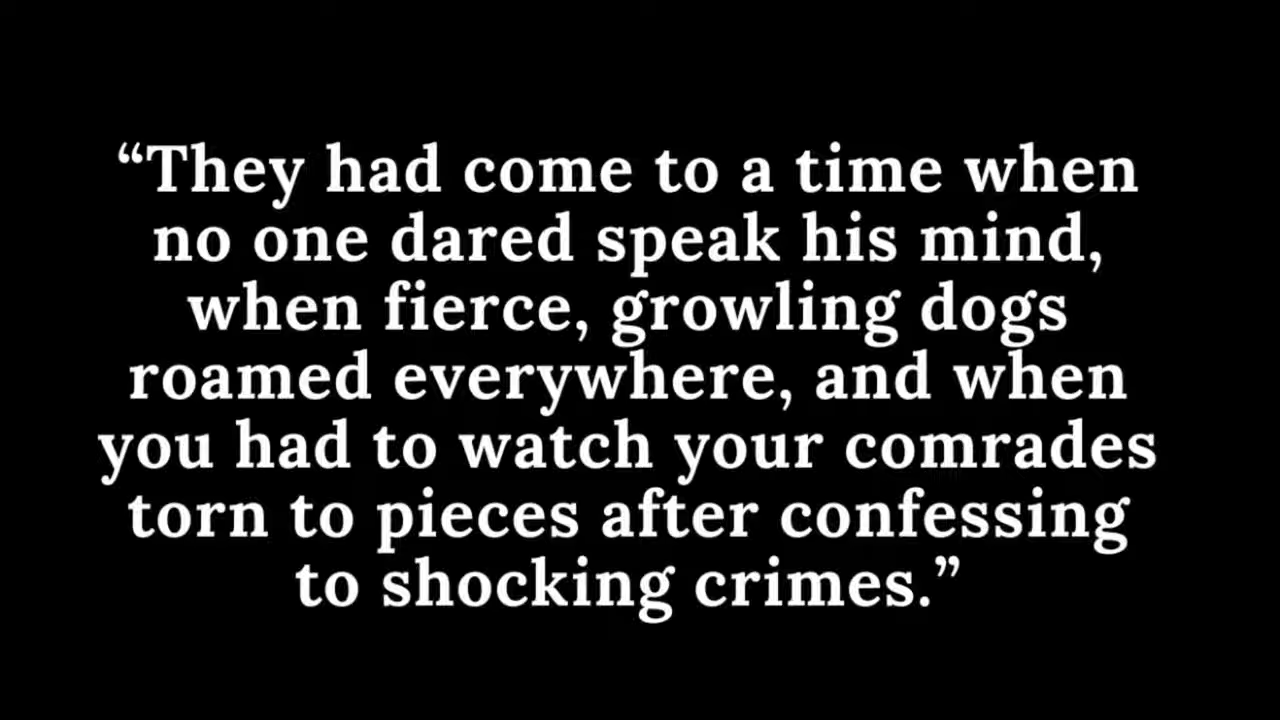 “They had come to a time when
no one dared speak his mind,
when fierce, growling dogs
roamed everywhere, and when
you had to watch your comrades
torn to pieces after confessing
to shocking crimes.”